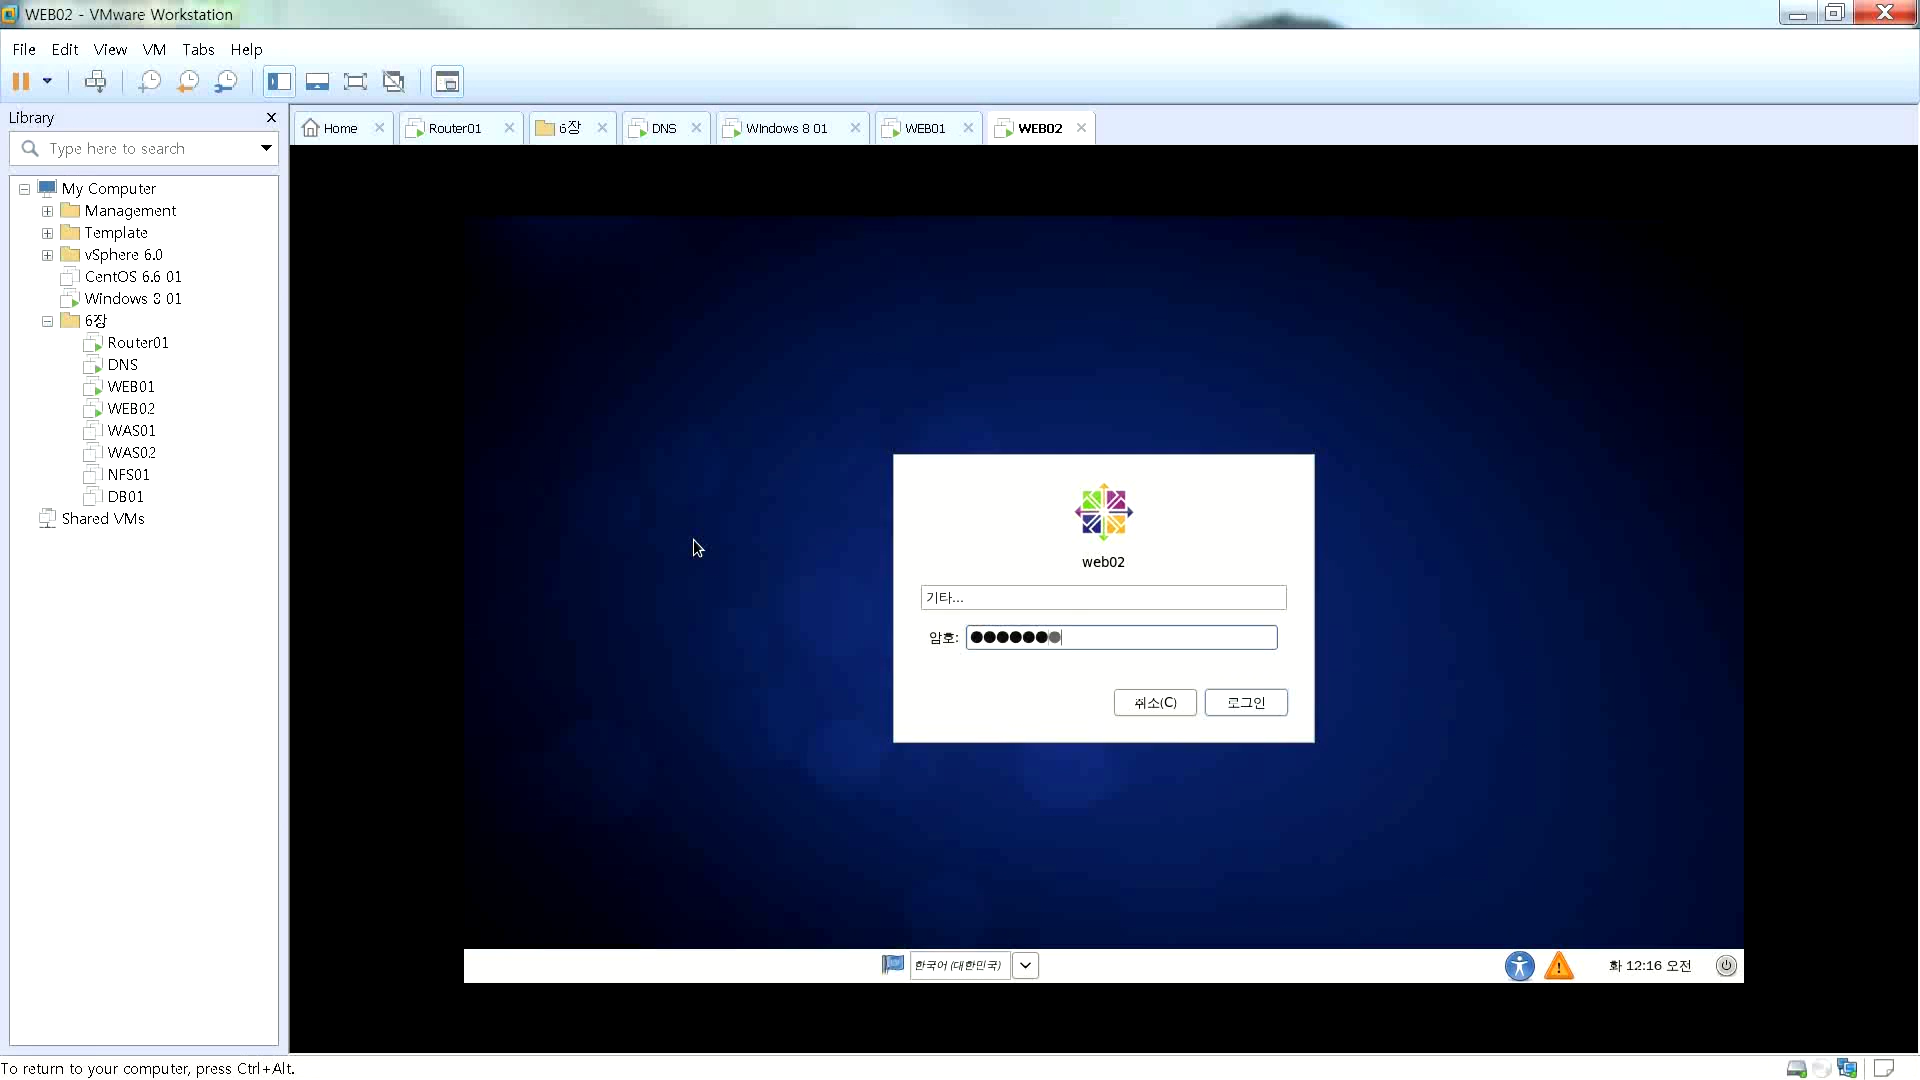 WEB02 - VMware Workstation
File Edit View VM Tabs Help
Library
Type here to search
My Computer
Management
Template
vSphere 6.0
CentOS 6.6 01
Windows 8 01
6장
Router01
DNS
WEB01
WEB02
WAS01
WAS02
NFS01
DB01
Shared VMs
Home Router01 6장 DNS Windows 8 01 WEB01 WEB02
web02
기타...
암호:
취소(C) 로그인
한국어 (대한민국)
화 12:16 오전
To return to your computer, press Ctrl+Alt.